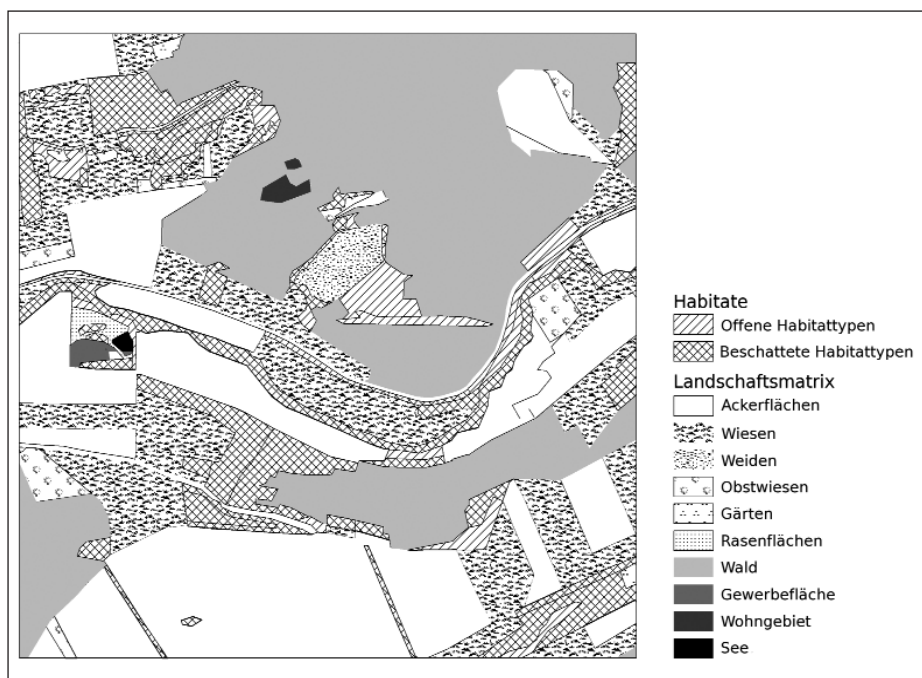 Habitate
Offene Habitattypen
Beschattete Habitattypen
Landschaftsmatrix
Ackerflächen
Wiesen
Weiden
Obstwiesen
Gärten
Rasenflächen
Wald
Gewerbefläche
Wohngebiet
See